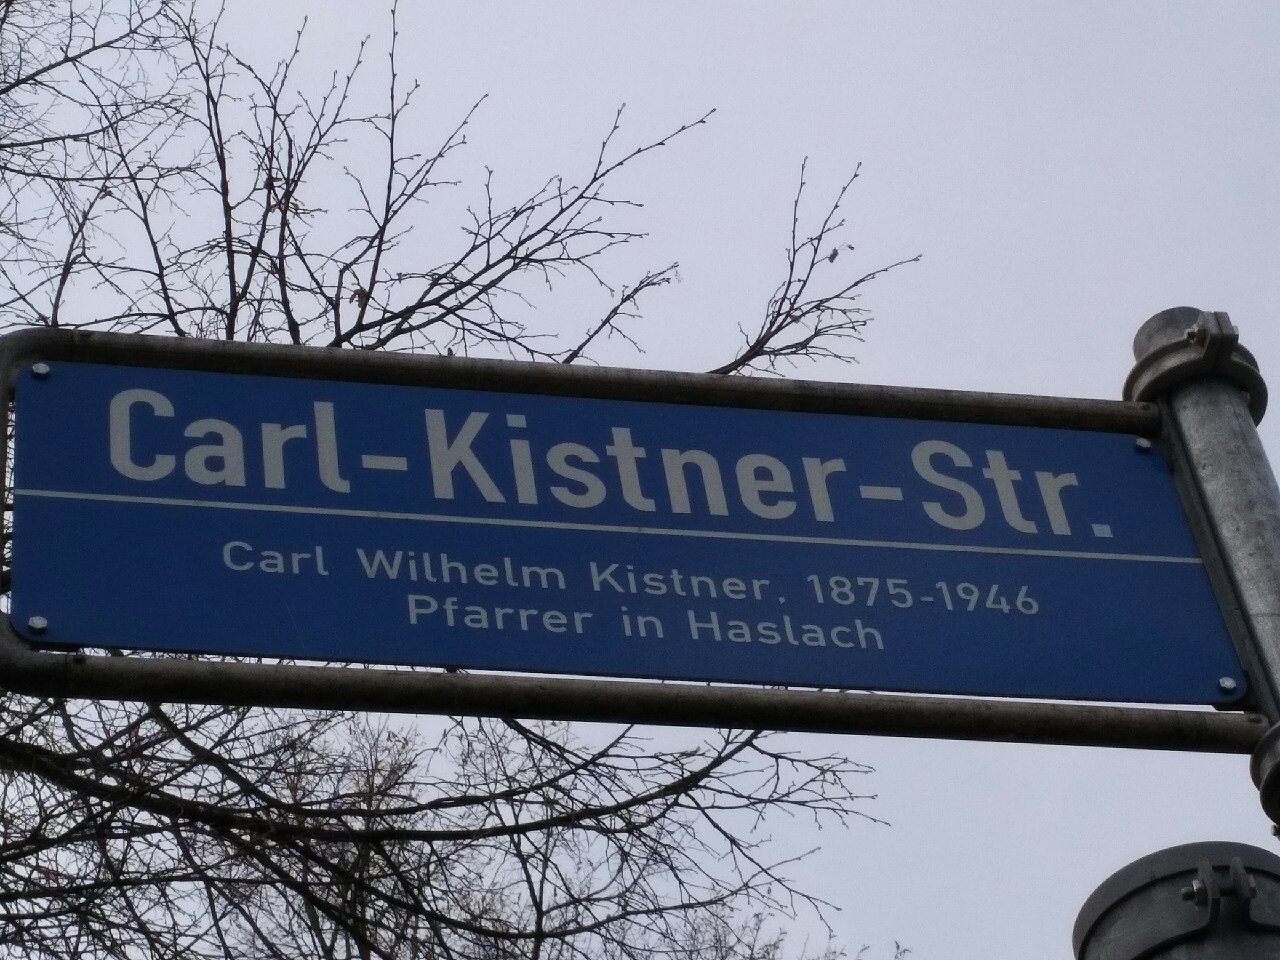 Carl-Kistner-Str.
Carl Wilhelm Kistner, 1875-1946
Pfarrer in Haslach